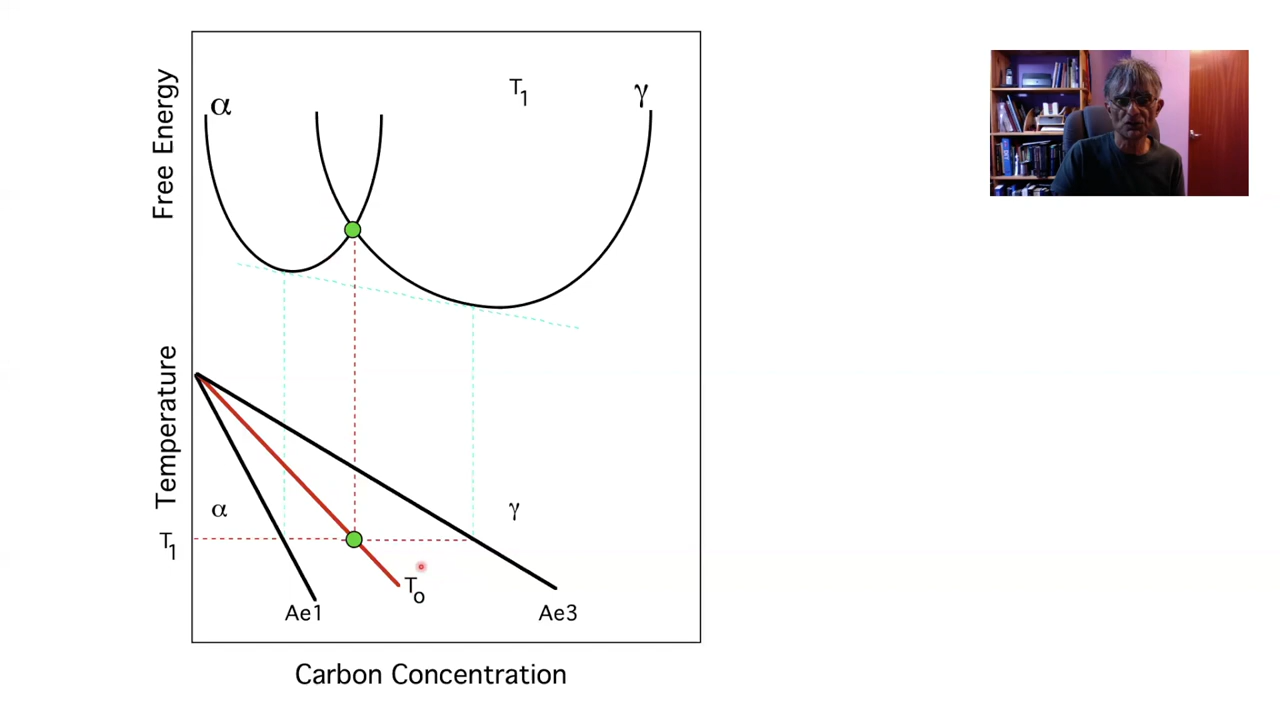 Free Energy
α
T1
γ
Temperature
α
γ
T1
To
Ae1
Ae3
Carbon Concentration